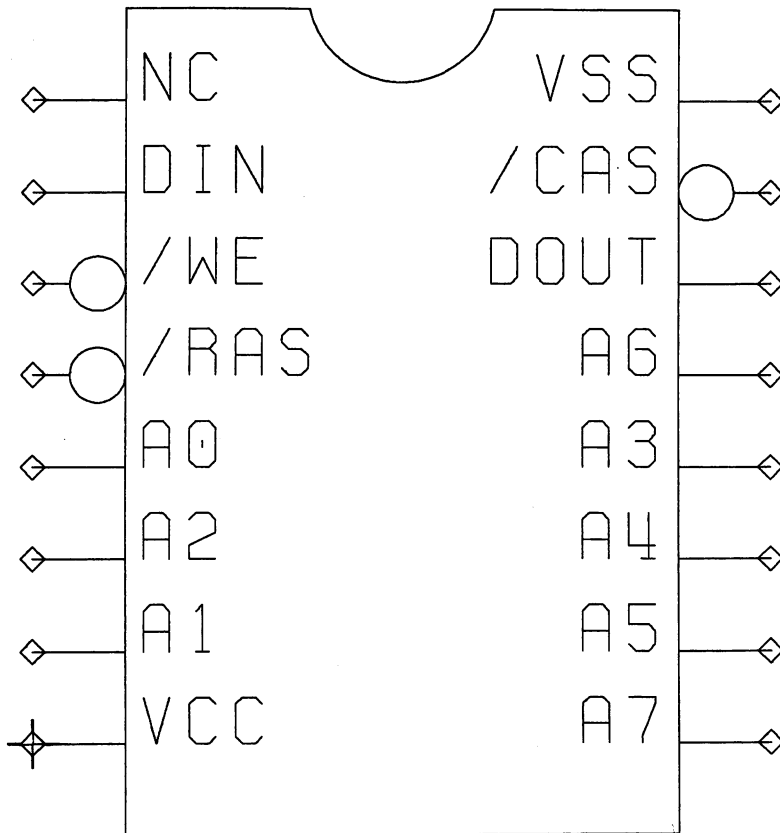 NC VSS
DIN /CAS
/WE DOUT
/RAS A6
A0 A3
A2 A4
A1 A5
VCC A7